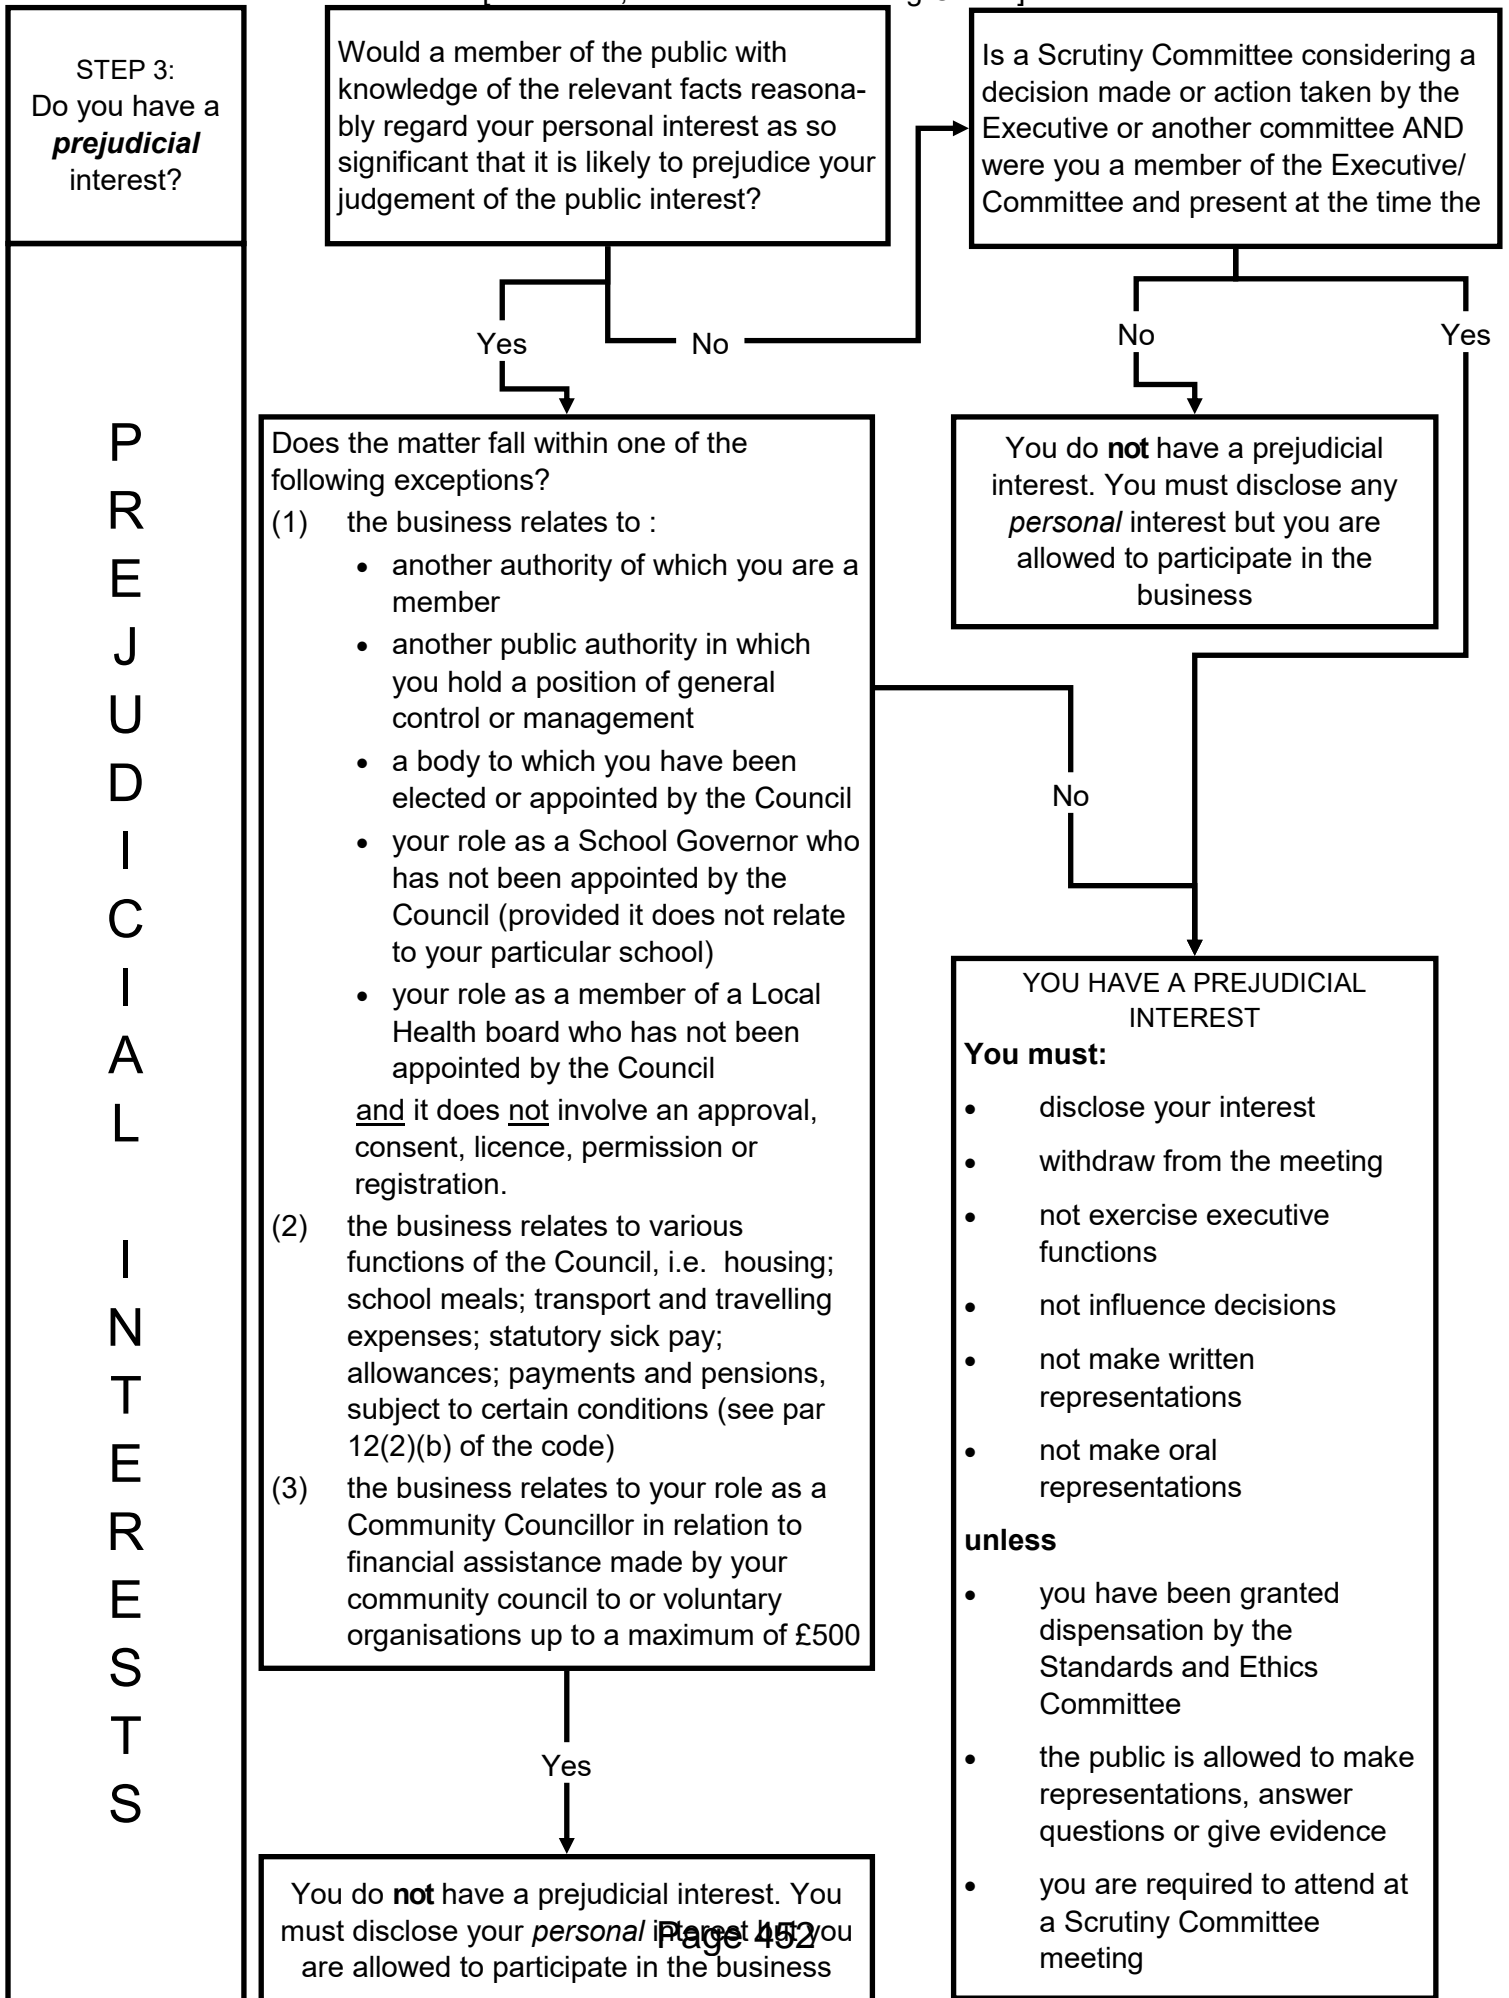 STEP 3:
Do you have a
prejudicial
interest?
P
R
E
J
U
D
I
C
I
A
L
I
N
T
E
R
E
S
T
S
Would a member of the public with
knowledge of the relevant facts reasona-
bly regard your personal interest as so
significant that it is likely to prejudice your
judgement of the public interest?
Is a Scrutiny Committee considering a
decision made or action taken by the
Executive or another committee AND
were you a member of the Executive/
Committee and present at the time the
Yes
No
No
Yes
Does the matter fall within one of the
following exceptions?
(1) the business relates to :
• another authority of which you are a
member
• another public authority in which
you hold a position of general
control or management
• a body to which you have been
elected or appointed by the Council
• your role as a School Governor who
has not been appointed by the
Council (provided it does not relate
to your particular school)
• your role as a member of a Local
Health board who has not been
appointed by the Council
and it does not involve an approval,
consent, licence, permission or
registration.
(2) the business relates to various
functions of the Council, i.e. housing;
school meals; transport and travelling
expenses; statutory sick pay;
allowances; payments and pensions,
subject to certain conditions (see par
12(2)(b) of the code)
(3) the business relates to your role as a
Community Councillor in relation to
financial assistance made by your
community council to or voluntary
organisations up to a maximum of £500
You do not have a prejudicial
interest. You must disclose any
personal interest but you are
allowed to participate in the
business
No
YOU HAVE A PREJUDICIAL
INTEREST
You must:
• disclose your interest
• withdraw from the meeting
• not exercise executive
functions
• not influence decisions
• not make written
representations
• not make oral
representations
unless
• you have been granted
dispensation by the
Standards and Ethics
Committee
• the public is allowed to make
representations, answer
questions or give evidence
• you are required to attend at
a Scrutiny Committee
meeting
Yes
You do not have a prejudicial interest. You
must disclose your personal interest but you
are allowed to participate in the business
Page 452